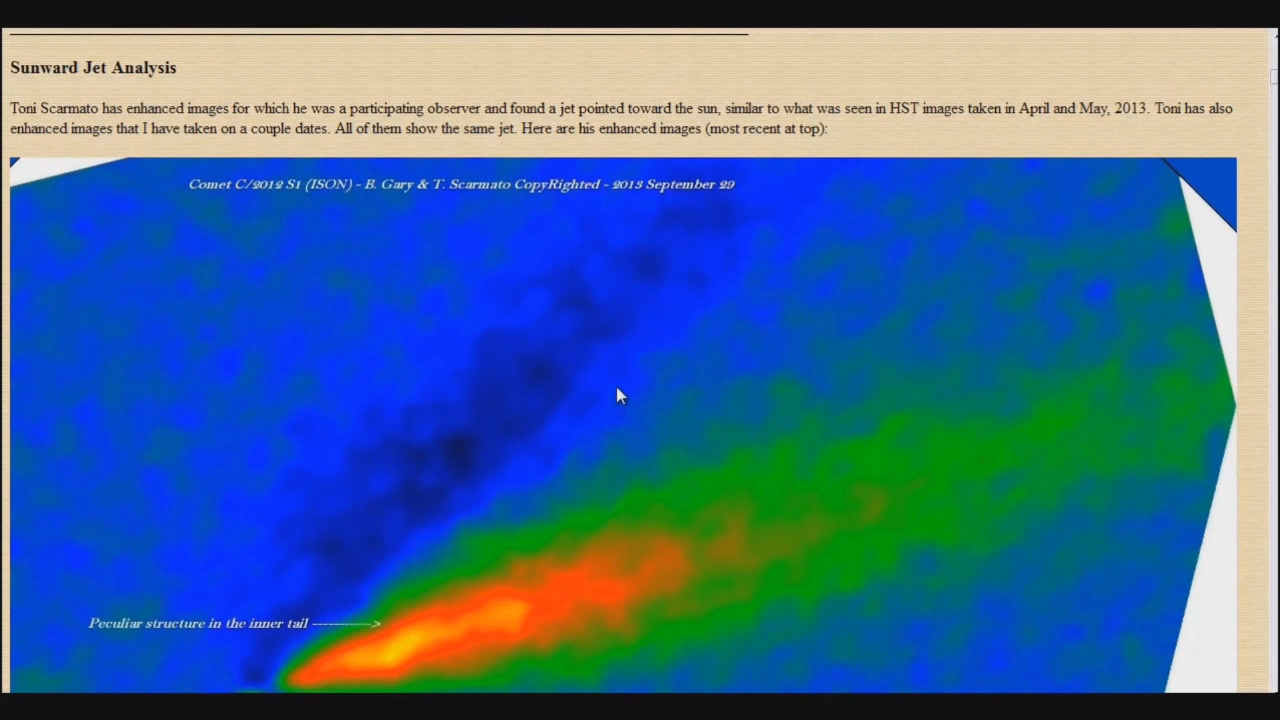 Sunward Jet Analysis
Toni Scarmato has enhanced images for which he was a participating observer and found a jet pointed toward the sun, similar to what was seen in HST images taken in April and May, 2013. Toni has also
enhanced images that I have taken on a couple dates. All of them show the same jet. Here are his enhanced images (most recent at top):
Comet C/2012 S1 (ISON) - B. Gary & T. Scarmato CopyRighted - 2013 September 29
Peculiar structure in the inner tail ------------>